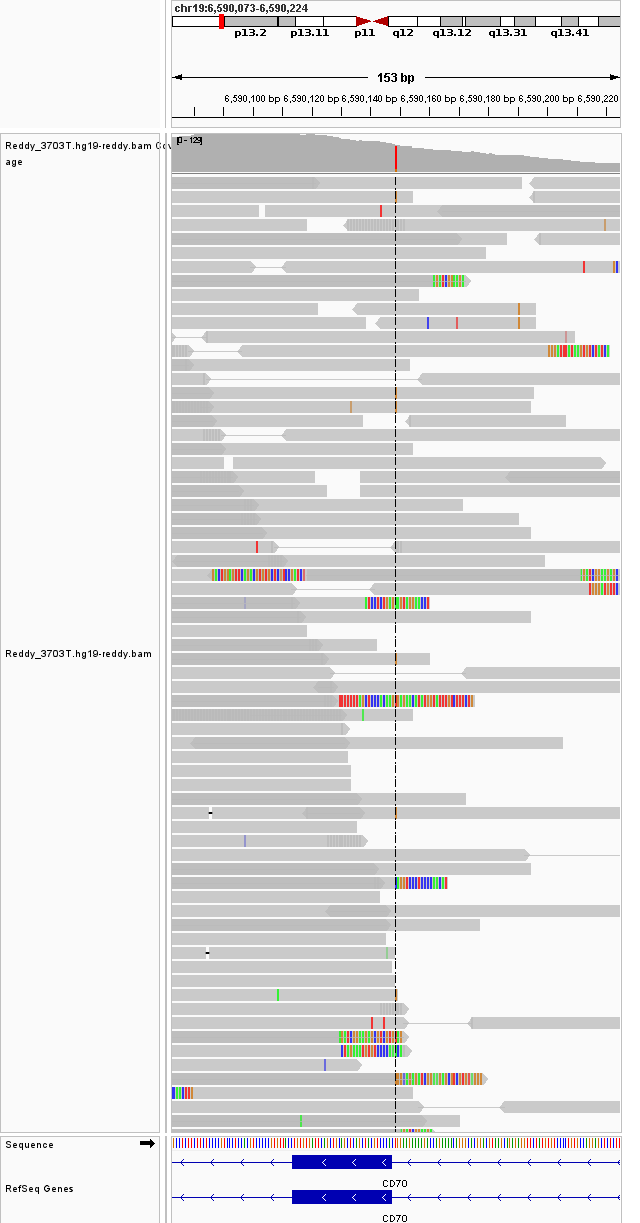 chr19:6,590,073-6,590,224
p13.2 p13.11 p11 q12 q13.12 q13.31 q13.41
153 bp
6,590,100 bp 6,590,120 bp 6,590,140 bp 6,590,160 bp 6,590,180 bp 6,590,200 bp 6,590,220
Reddy_3703T.hg19-reddy.bam Cov
age
[0 - 129]
Reddy_3703T.hg19-reddy.bam
Sequence
CD70
RefSeq Genes
CD70